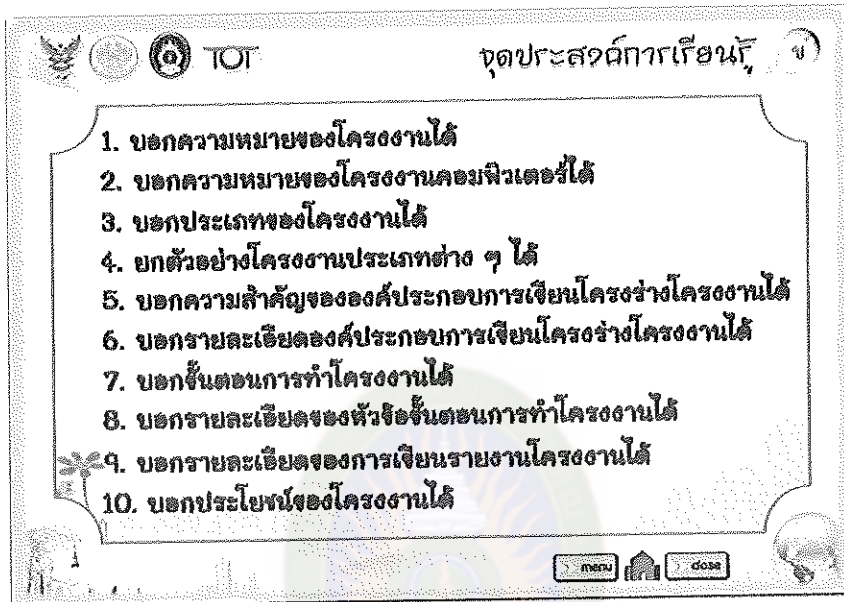 TOT
จุดประสงค์การเรียนรู้
1. บอกความหมายของโครงงานได้
2. บอกความหมายของโครงงานคอมพิวเตอร์ได้
3. บอกประเภทของโครงงานได้
4. ยกตัวอย่างโครงงานประเภทต่าง ๆ ได้
5. บอกความสำคัญขององค์ประกอบการเขียนโครงร่างโครงงานได้
6. บอกรายละเอียดองค์ประกอบการเขียนโครงร่างโครงงานได้
7. บอกขั้นตอนการทำโครงงานได้
8. บอกรายละเอียดของหัวข้อขั้นตอนการทำโครงงานได้
9. บอกรายละเอียดของการเขียนรายงานโครงงานได้
10. บอกประโยชน์ของโครงงานได้
menu close